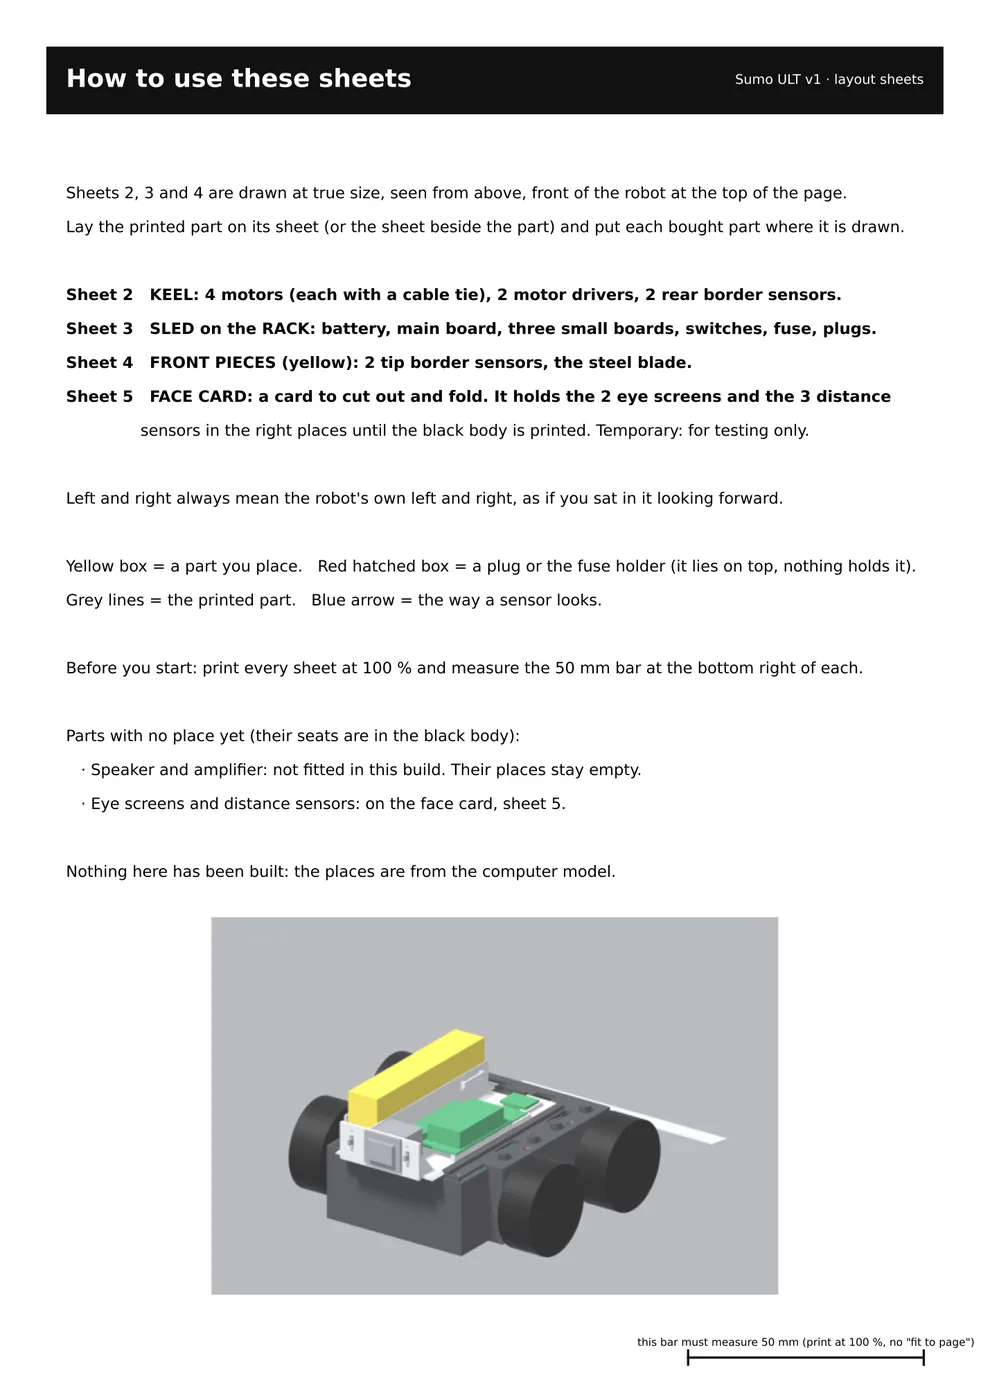 How to use these sheets
Sumo ULT v1 · layout sheets
Sheets 2, 3 and 4 are drawn at true size, seen from above, front of the robot at the top of the page.
Lay the printed part on its sheet (or the sheet beside the part) and put each bought part where it is drawn.
Sheet 2   KEEL: 4 motors (each with a cable tie), 2 motor drivers, 2 rear border sensors.
Sheet 3   SLED on the RACK: battery, main board, three small boards, switches, fuse, plugs.
Sheet 4   FRONT PIECES (yellow): 2 tip border sensors, the steel blade.
Sheet 5   FACE CARD: a card to cut out and fold. It holds the 2 eye screens and the 3 distance
sensors in the right places until the black body is printed. Temporary: for testing only.
Left and right always mean the robot's own left and right, as if you sat in it looking forward.
Yellow box = a part you place.   Red hatched box = a plug or the fuse holder (it lies on top, nothing holds it).
Grey lines = the printed part.   Blue arrow = the way a sensor looks.
Before you start: print every sheet at 100 % and measure the 50 mm bar at the bottom right of each.
Parts with no place yet (their seats are in the black body):
· Speaker and amplifier: not fitted in this build. Their places stay empty.
· Eye screens and distance sensors: on the face card, sheet 5.
Nothing here has been built: the places are from the computer model.
this bar must measure 50 mm (print at 100 %, no "fit to page")